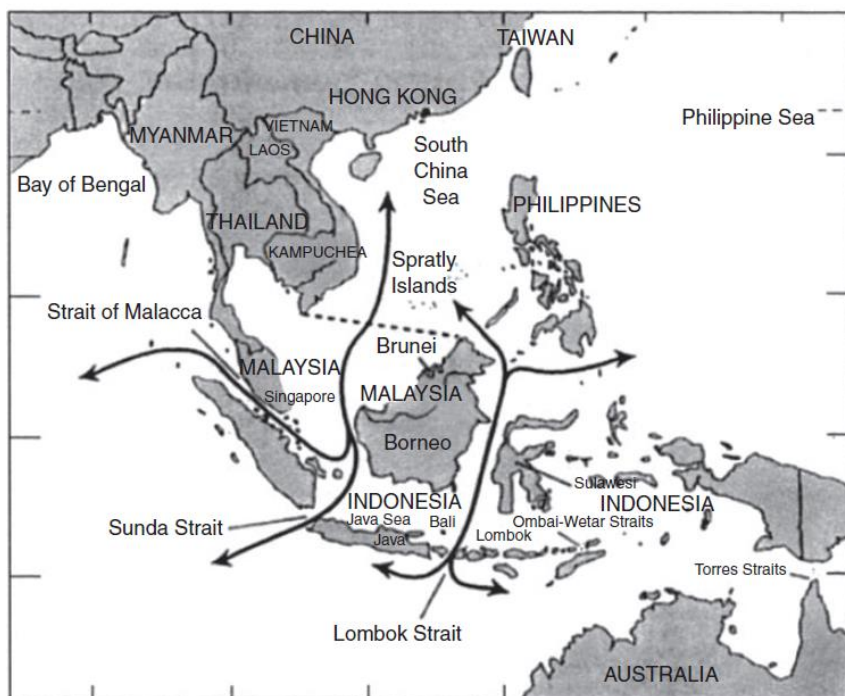 CHINA
TAIWAN
HONG KONG
MYANMAR
VIETNAM
LAOS
Philippine Sea
South
China
Sea
Bay of Bengal
THAILAND
PHILIPPINES
KAMPUCHEA
Spratly
Islands
Strait of Malacca
Brunei
MALAYSIA
MALAYSIA
Singapore
Borneo
Sulawesi
INDONESIA
INDONESIA
Sunda Strait
Java Sea
Bali
Ombai-Wetar Straits
Lombok
Java
Torres Straits
Lombok Strait
AUSTRALIA